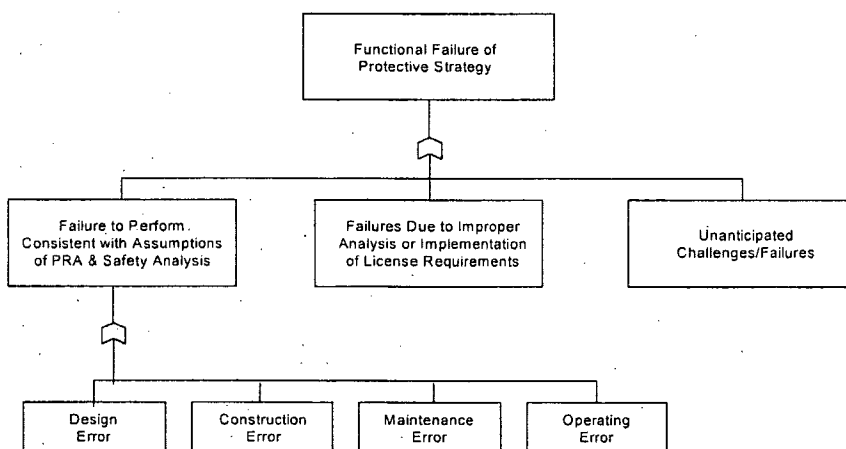 Functional Failure of
Protective Strategy
Failure to Perform
Consistent with Assumptions
of PRA & Safety Analysis
Failures Due to Improper
Analysis or Implementation
of License Requirements
Unanticipated
Challenges/Failures
Design
Error
Construction
Error
Maintenance
Error
Operating
Error